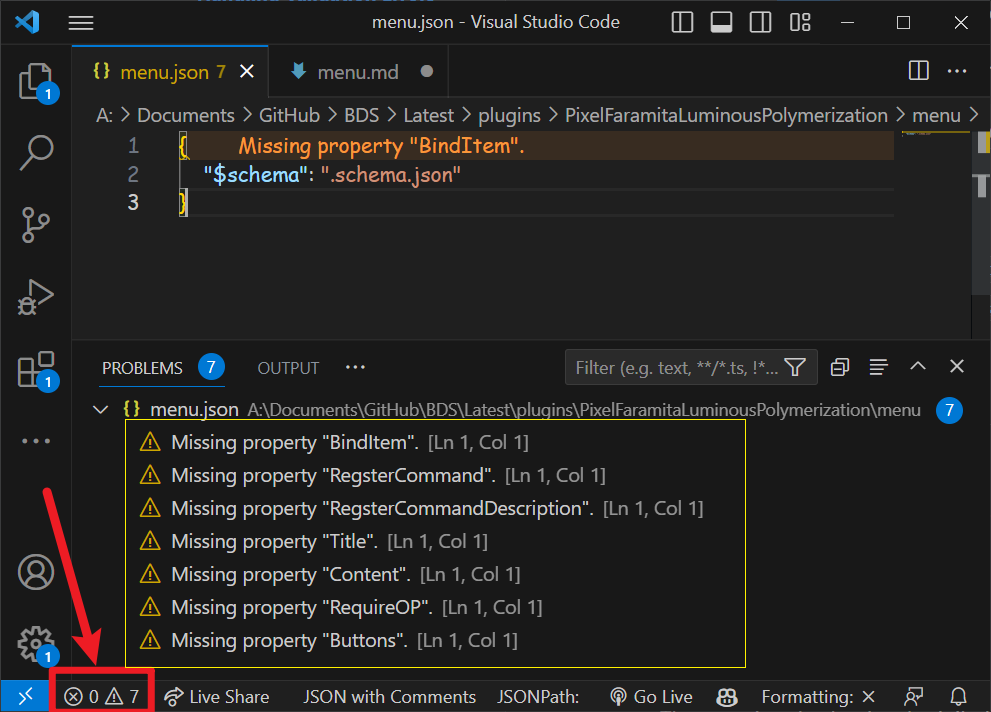 menu.json - Visual Studio Code
{} menu.json 7
menu.md
1
A: > Documents > GitHub > BDS > Latest > plugins > PixelFaramitaLuminousPolymerization > menu >
1 { Missing property "BindItem".
2 "$schema": ".schema.json"
3 }
1
PROBLEMS 7 OUTPUT ...
Filter (e.g. text, **/*.ts, !*...
{} menu.json A:\Documents\GitHub\BDS\Latest\plugins\PixelFaramitaLuminousPolymerization\menu 7
Missing property "BindItem". [Ln 1, Col 1]
Missing property "RegsterCommand". [Ln 1, Col 1]
Missing property "RegsterCommandDescription". [Ln 1, Col 1]
Missing property "Title". [Ln 1, Col 1]
Missing property "Content". [Ln 1, Col 1]
Missing property "RequireOP". [Ln 1, Col 1]
Missing property "Buttons". [Ln 1, Col 1]
1
0 7 Live Share JSON with Comments JSONPath: Go Live Formatting: ×